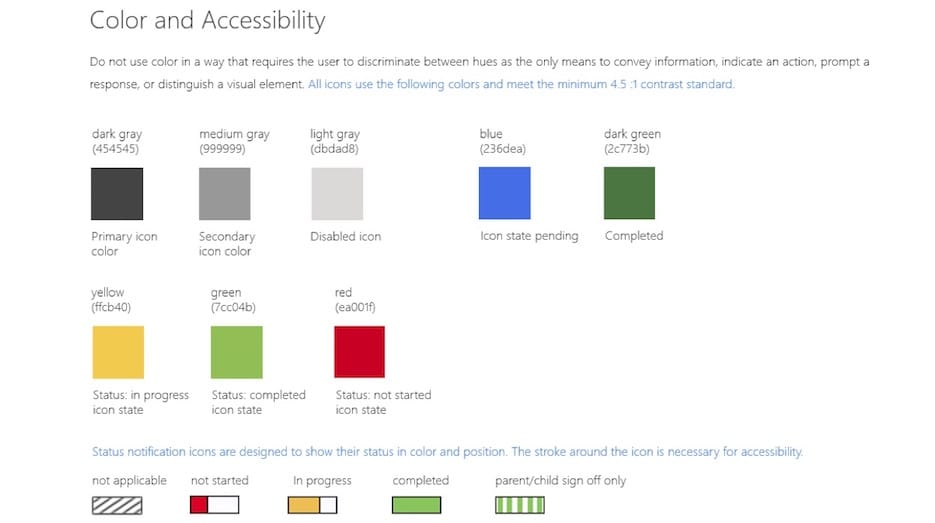 Color and Accessibility
Do not use color in a way that requires the user to discriminate between hues as the only means to convey information, indicate an action, prompt a
response, or distinguish a visual element. All icons use the following colors and meet the minimum 4.5 :1 contrast standard.
dark gray
(454545)
medium gray
(999999)
light gray
(dbdad8)
blue
(236dea)
dark green
(2c773b)
Primary icon
color
Secondary
icon color
Disabled icon
Icon state pending
Completed
yellow
(ffcb40)
green
(7cc04b)
red
(ea001f)
Status: in progress
icon state
Status: completed
icon state
Status: not started
icon state
Status notification icons are designed to show their status in color and position. The stroke around the icon is necessary for accessibility.
not applicable
not started
In progress
completed
parent/child sign off only